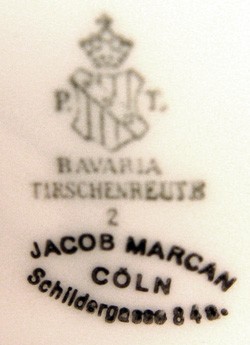 P. T.
BAVARIA
TIRSCHENREUTH
2
JACOB MARCAN
CÖLN
Schildergasse 84a.